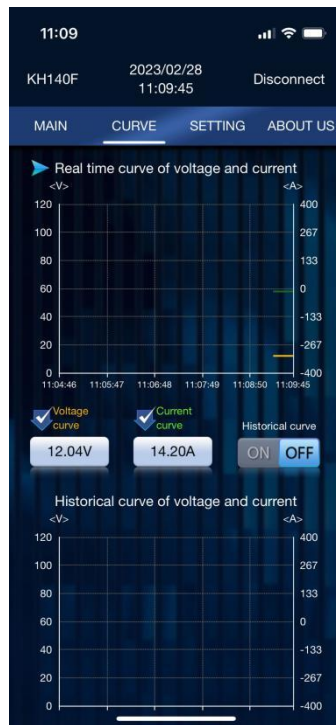 11:09
KH140F
2023/02/28
11:09:45
Disconnect
MAIN CURVE SETTING ABOUT US
Real time curve of voltage and current
<V> <A>
120 400
100 267
80 133
60 0
40 -133
20 -267
0 -400
11:04:46 11:05:47 11:06:48 11:07:49 11:08:50 11:09:45
Voltage curve
Current curve
Historical curve
12.04V 14.20A ON OFF
Historical curve of voltage and current
<V> <A>
120 400
100 267
80 133
60 0
40 -133
20 -267
0 -400